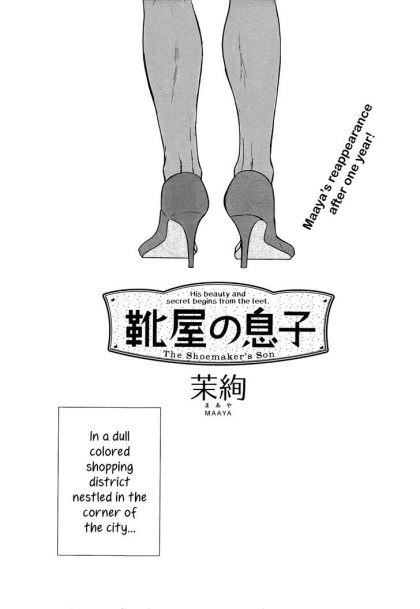 Maaya's reappearance
after one year!
His beauty and
secret begins from the feet.
靴屋の息子
The Shoemaker's Son
茉絢
まあや
MAAYA
In a dull
colored
shopping
district
nestled in the
corner of
the city...